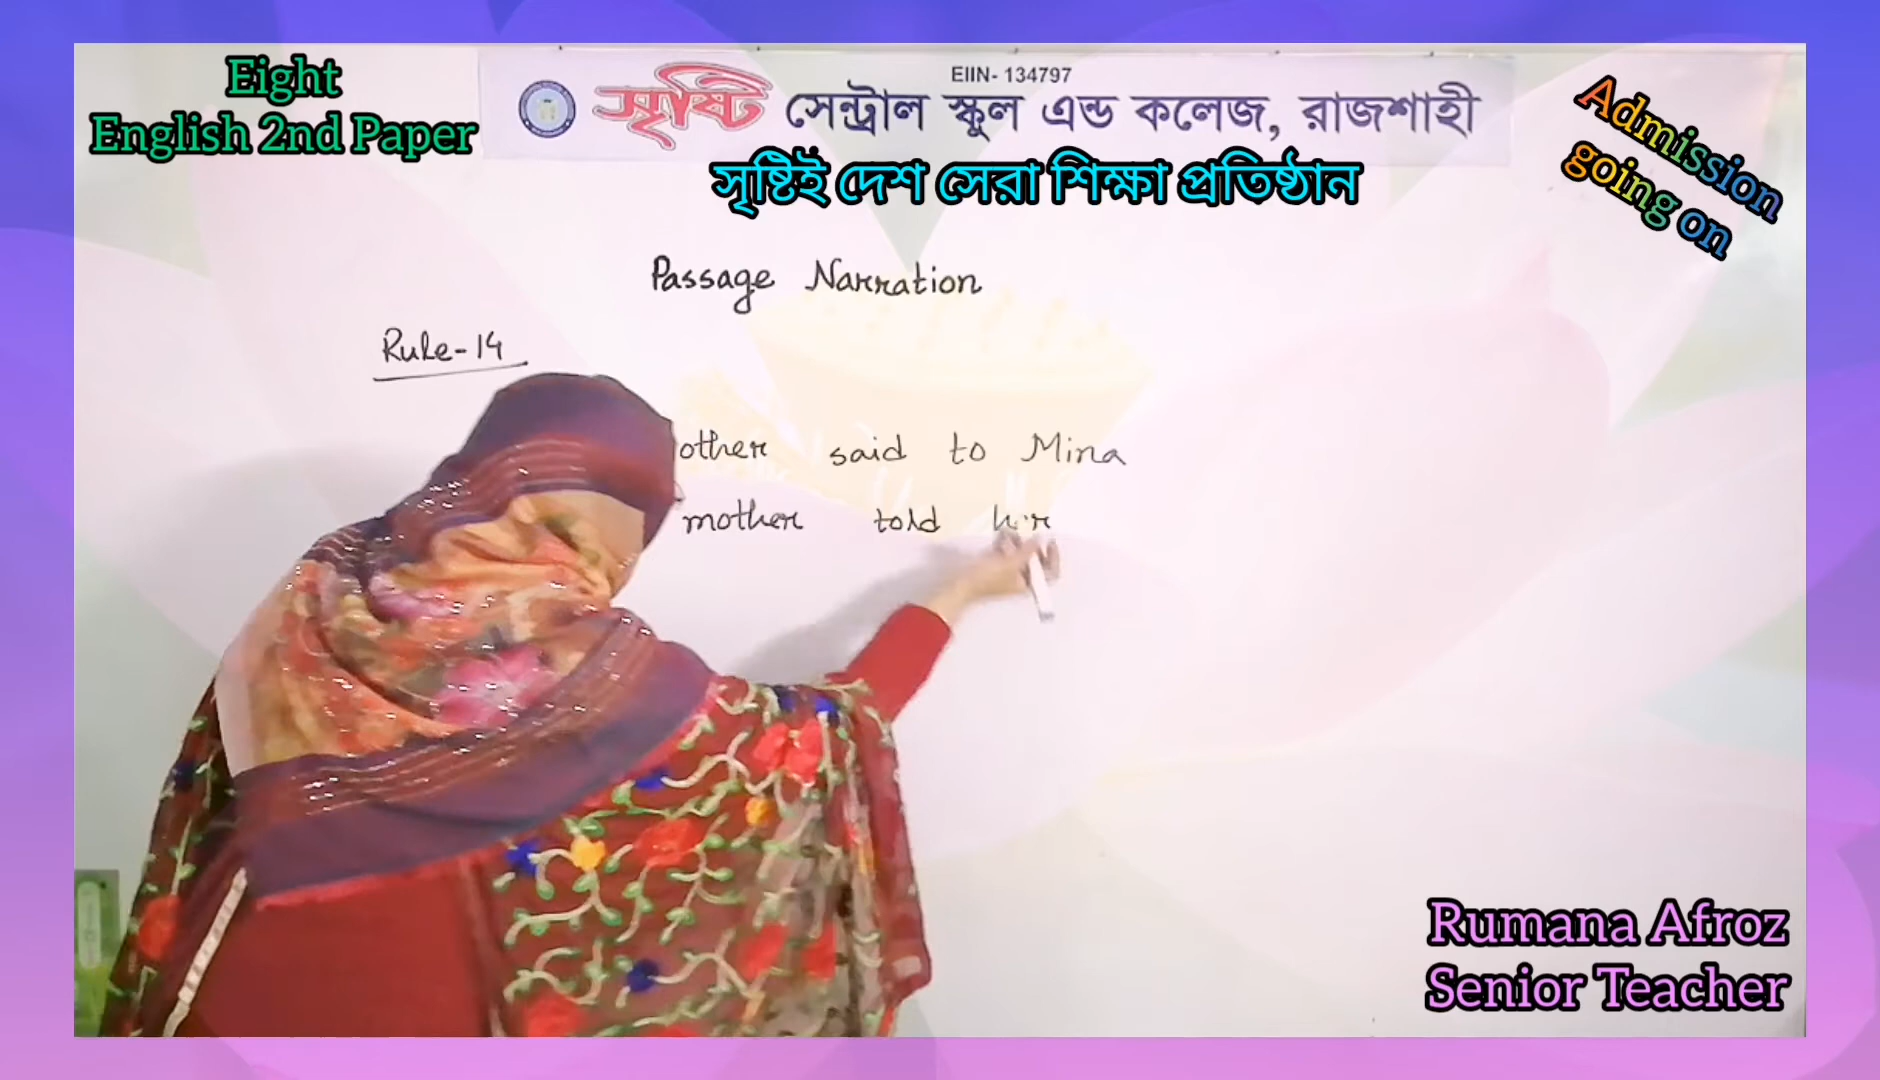 Eight
English 2nd Paper
EIIN- 134797
সৃষ্টি সেন্ট্রাল স্কুল এন্ড কলেজ, রাজশাহী
সৃষ্টিই দেশ সেরা শিক্ষা প্রতিষ্ঠান
Admission
going on
Passage Narration
Rule-14
other said to Mina
mother told
Rumana Afroz
Senior Teacher